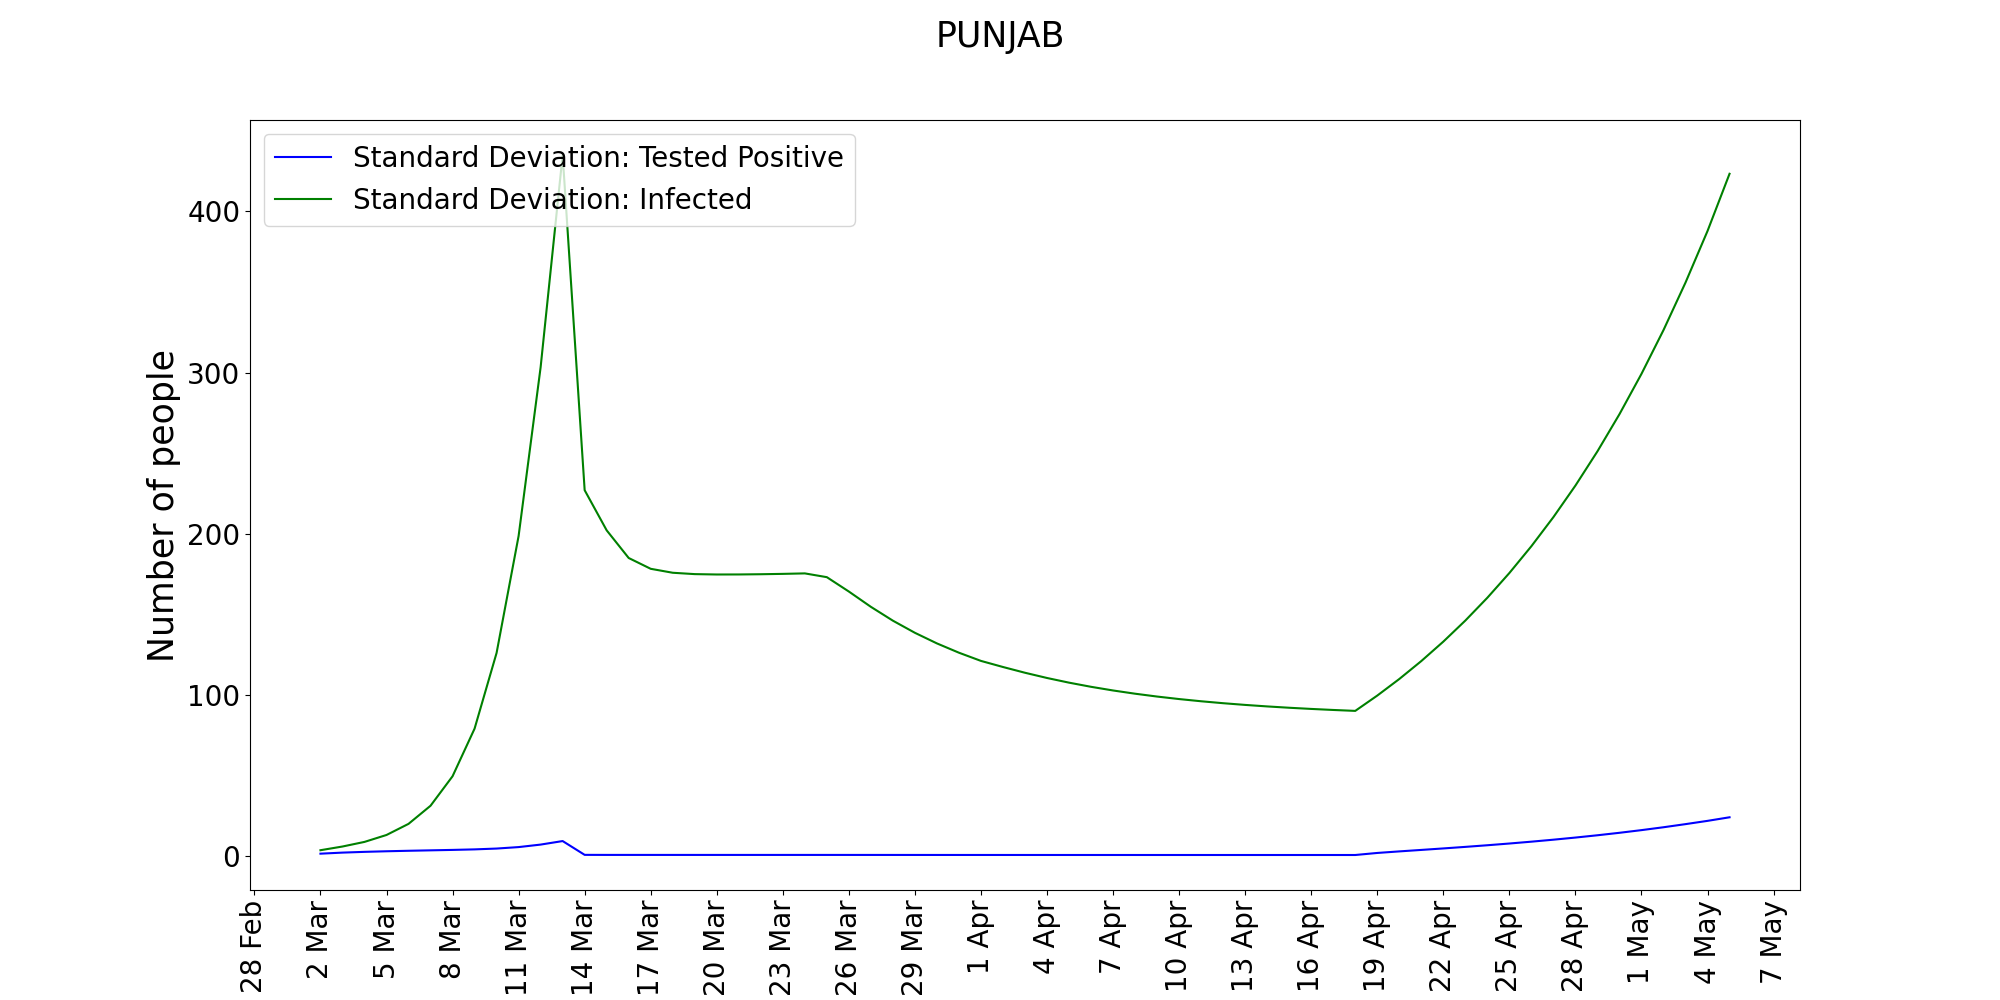 PUNJAB
Standard Deviation: Tested Positive
Standard Deviation: Infected
Number of people
400
300
200
100
0
28 Feb
2 Mar
5 Mar
8 Mar
11 Mar
14 Mar
17 Mar
20 Mar
23 Mar
26 Mar
29 Mar
1 Apr
4 Apr
7 Apr
10 Apr
13 Apr
16 Apr
19 Apr
22 Apr
25 Apr
28 Apr
1 May
4 May
7 May